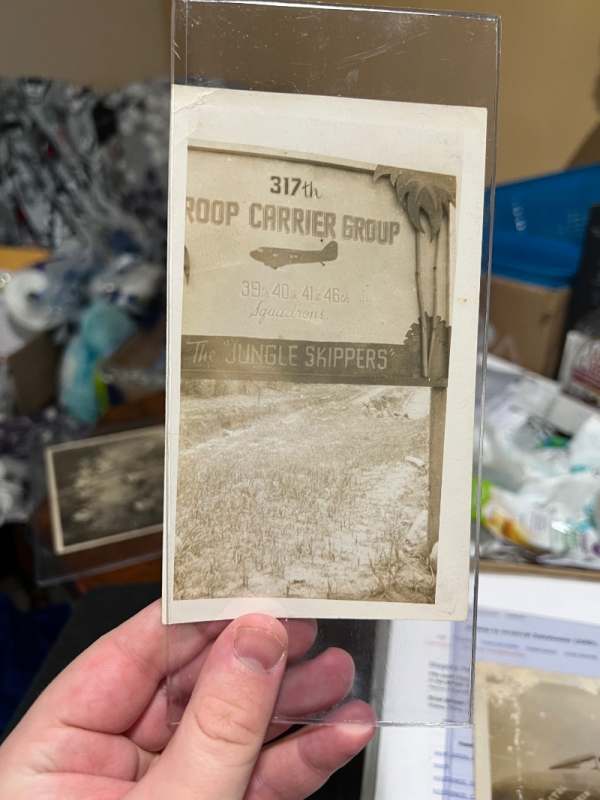 317th
ROOP CARRIER GROUP
39th 40th 41st 46th
Squadrons
The "JUNGLE SKIPPERS"